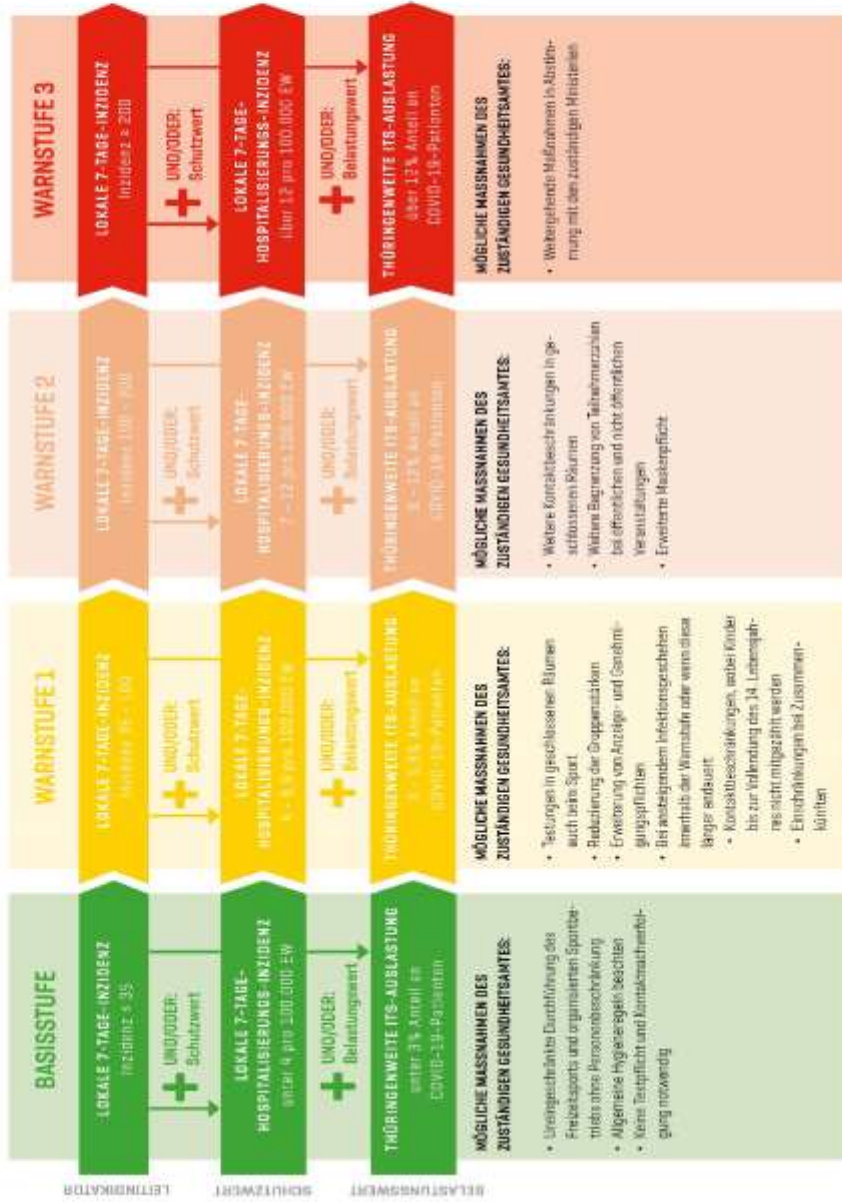 BASISSTUFE
LOKALE 7-TAGE-INZIDENZ
UND/ODER:
Schutzwert
LOKALE 7-TAGE-
HOSPITALISIERUNGS-INZIDENZ
unter 4 pro 100.000 EW
UND/ODER:
Belastungswert
THÜRINGENWEITE ITS-AUSLASTUNG
unter 3% Anteil an
COVID-19-Patienten
MÖGLICHE MASSNAHMEN DES
ZUSTÄNDIGEN GESUNDHEITSAMTES:
• Uneingeschränkte Durchführung des
Freizeitsports und organisierten Sportbe-
triebs ohne Personenbeschränkung
• Allgemeine Hygieneregeln beachten
• Keine Testpflicht und Kontaktnachverfol-
gung notwendig
WARNSTUFE 1
LOKALE 7-TAGE-INZIDENZ
UND/ODER:
Schutzwert
LOKALE 7-TAGE-
HOSPITALISIERUNGS-INZIDENZ
UND/ODER:
Belastungswert
THÜRINGENWEITE ITS-AUSLASTUNG
COVID-19-Patienten
MÖGLICHE MASSNAHMEN DES
ZUSTÄNDIGEN GESUNDHEITSAMTES:
• Testungen in geschlossenen Räumen
auch beim Sport
• Reduzierung der Gruppenstärken
• Erweiterung von Anzeige- und Genehmi-
gungspflichten
• Bei ansteigendem Infektionsgeschehen
innerhalb der Warnstufe oder wenn diese
länger andauert:
• Kontaktbeschränkungen, wobei Kinder
bis zur Vollendung des 14. Lebensjah-
res nicht mitgezählt werden
• Einschränkungen bei Zusammen-
künften
WARNSTUFE 2
LOKALE 7-TAGE-INZIDENZ
UND/ODER:
Schutzwert
LOKALE 7-TAGE-
HOSPITALISIERUNGS-INZIDENZ
UND/ODER:
Belastungswert
THÜRINGENWEITE ITS-AUSLASTUNG
COVID-19-Patienten
MÖGLICHE MASSNAHMEN DES
ZUSTÄNDIGEN GESUNDHEITSAMTES:
• Weitere Kontaktbeschränkungen in ge-
schlossenen Räumen
• Weitere Begrenzung von Teilnehmerzahlen
bei öffentlichen und nicht öffentlichen
Veranstaltungen
• Erweiterte Maskenpflicht
WARNSTUFE 3
LOKALE 7-TAGE-INZIDENZ
UND/ODER:
Schutzwert
LOKALE 7-TAGE-
HOSPITALISIERUNGS-INZIDENZ
über 12 pro 100.000 EW
UND/ODER:
Belastungswert
THÜRINGENWEITE ITS-AUSLASTUNG
über 12% Anteil an
COVID-19-Patienten
MÖGLICHE MASSNAHMEN DES
ZUSTÄNDIGEN GESUNDHEITSAMTES:
• Weitergehende Maßnahmen in Abstim-
mung mit den zuständigen Ministerien
LEITINDIKATOR
SCHUTZWERT
BELASTUNGSWERT